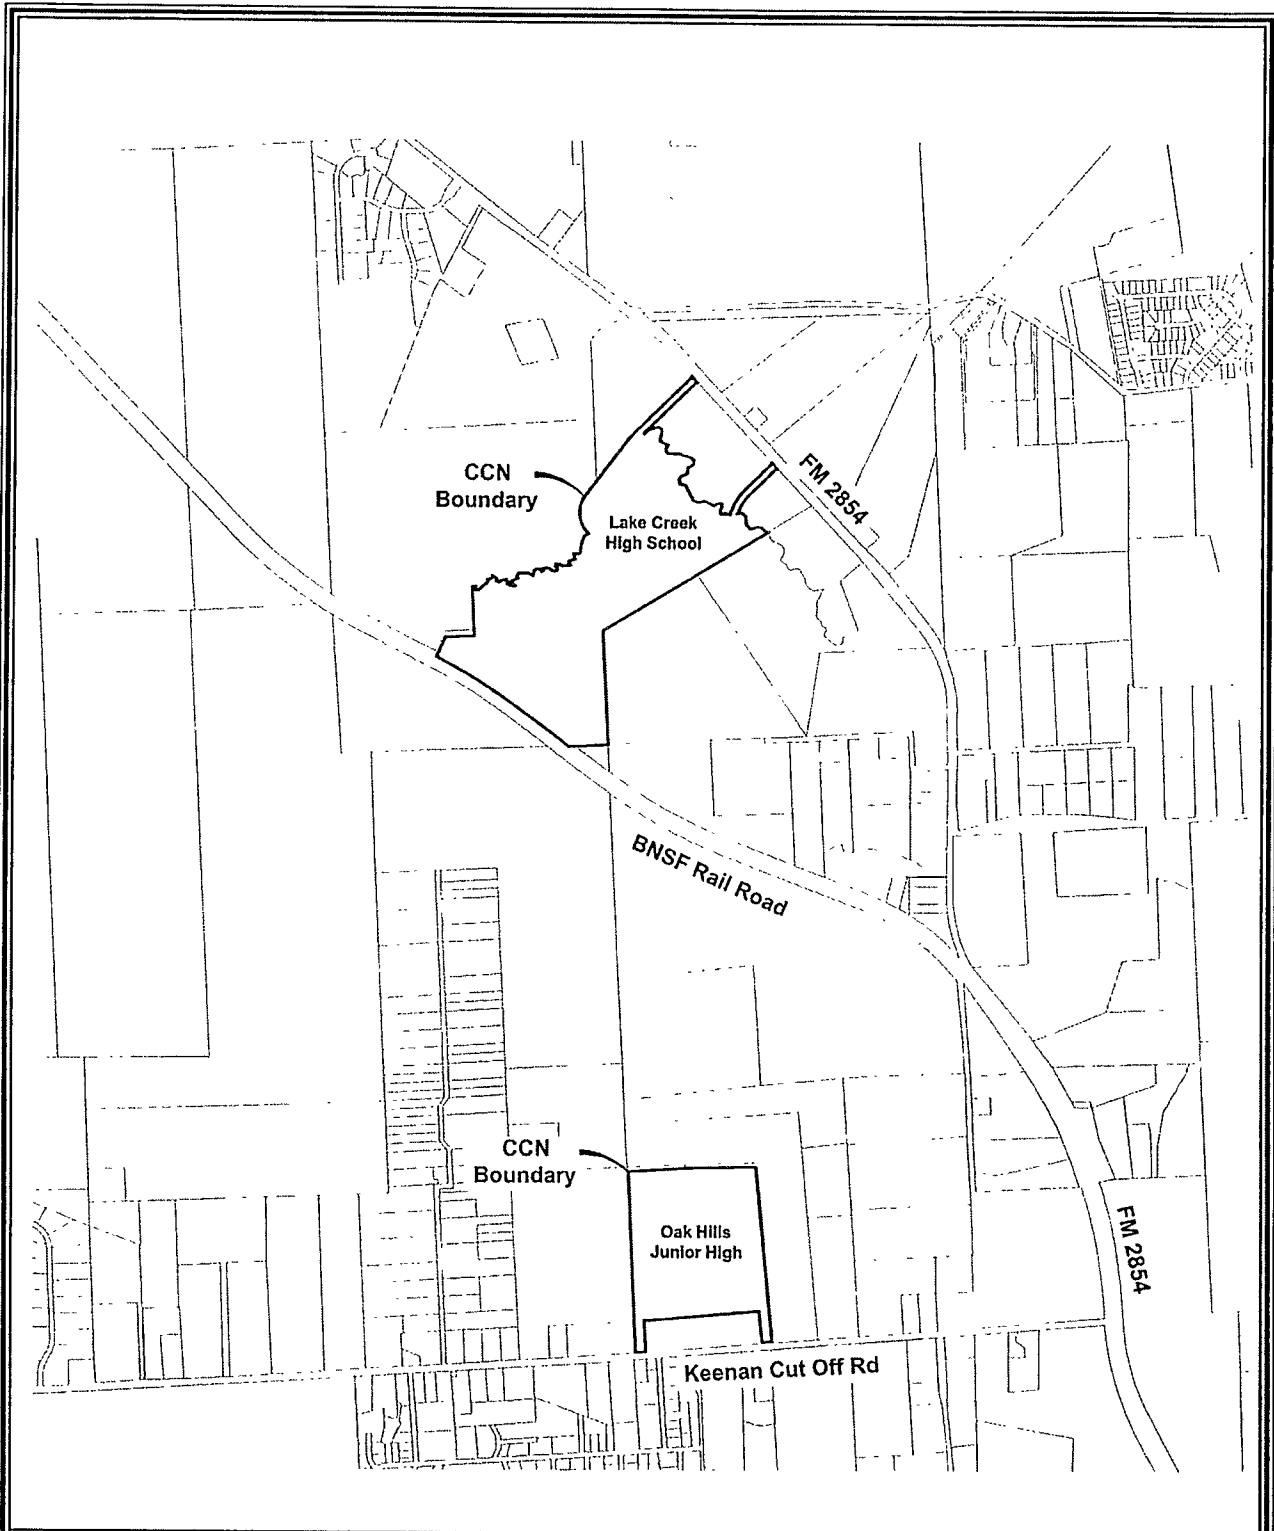 CCN
Boundary
FM 2854
Lake Creek
High School
BNSF Rail Road
CCN
Boundary
Oak Hills
Junior High
FM 2854
Keenan Cut Off Rd